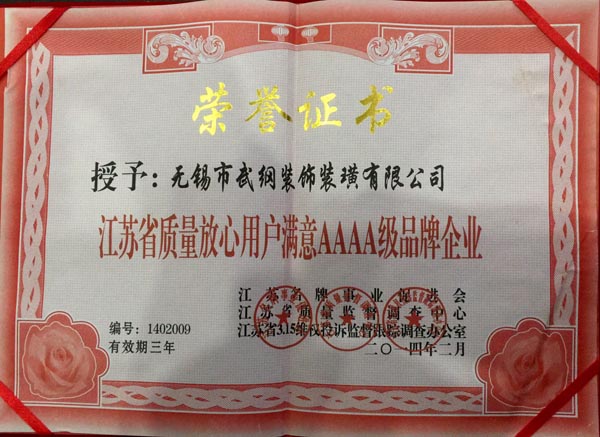 荣誉证书
授予：无锡市武纲装饰装璜有限公司
江苏省质量放心用户满意AAAA级品牌企业
江苏名牌事业促进会
江苏省质量监督调查中心
江苏省3.15维权投诉监督跟踪调查办公室
二〇一四年二月
编号：1402009
有效期三年